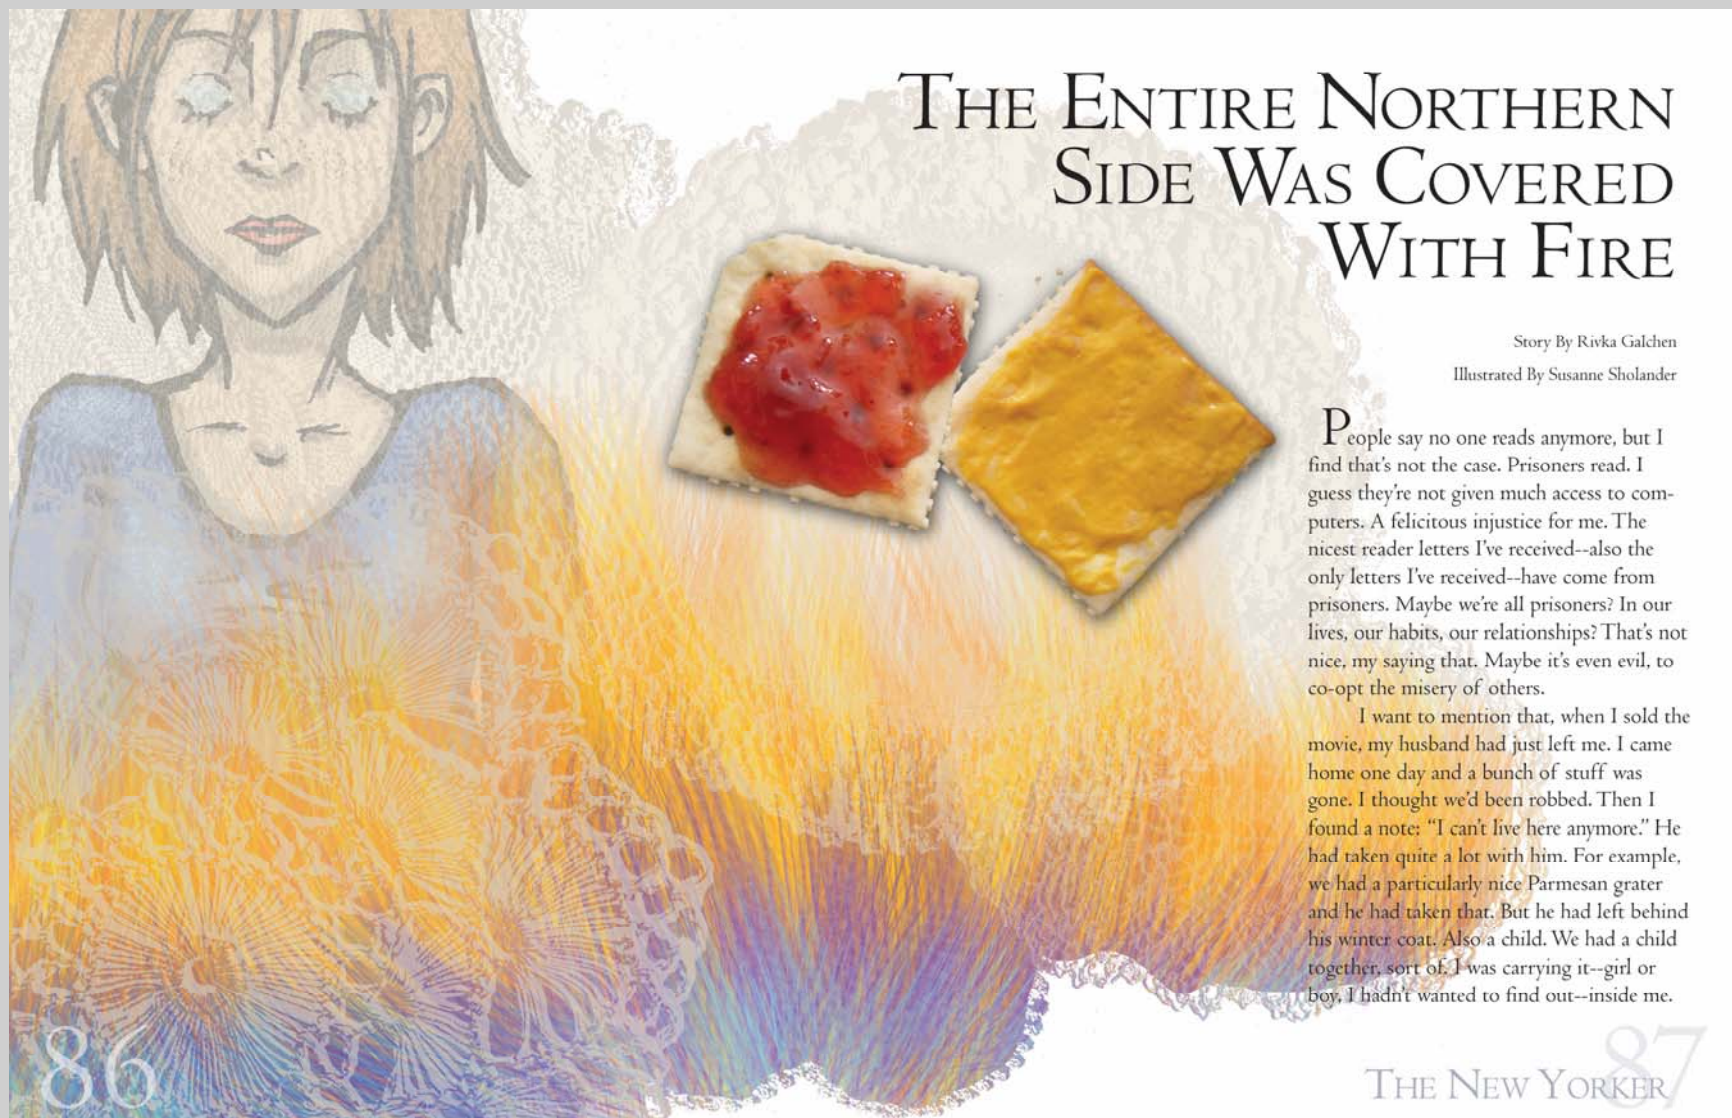 THE ENTIRE NORTHERN
SIDE WAS COVERED
WITH FIRE
Story By Rivka Galchen
Illustrated By Susanne Sholander
People say no one reads anymore, but I
find that's not the case. Prisoners read. I
guess they're not given much access to com-
puters. A felicitous injustice for me. The
nicest reader letters I've received--also the
only letters I've received--have come from
prisoners. Maybe we're all prisoners? In our
lives, our habits, our relationships? That's not
nice, my saying that. Maybe it's even evil, to
co-opt the misery of others.
I want to mention that, when I sold the
movie, my husband had just left me. I came
home one day and a bunch of stuff was
gone. I thought we'd been robbed. Then I
found a note: “I can't live here anymore.” He
had taken quite a lot with him. For example,
we had a particularly nice Parmesan grater
and he had taken that. But he had left behind
his winter coat. Also a child. We had a child
together, sort of. I was carrying it--girl or
boy, I hadn't wanted to find out--inside me.
86
87
THE NEW YORKER